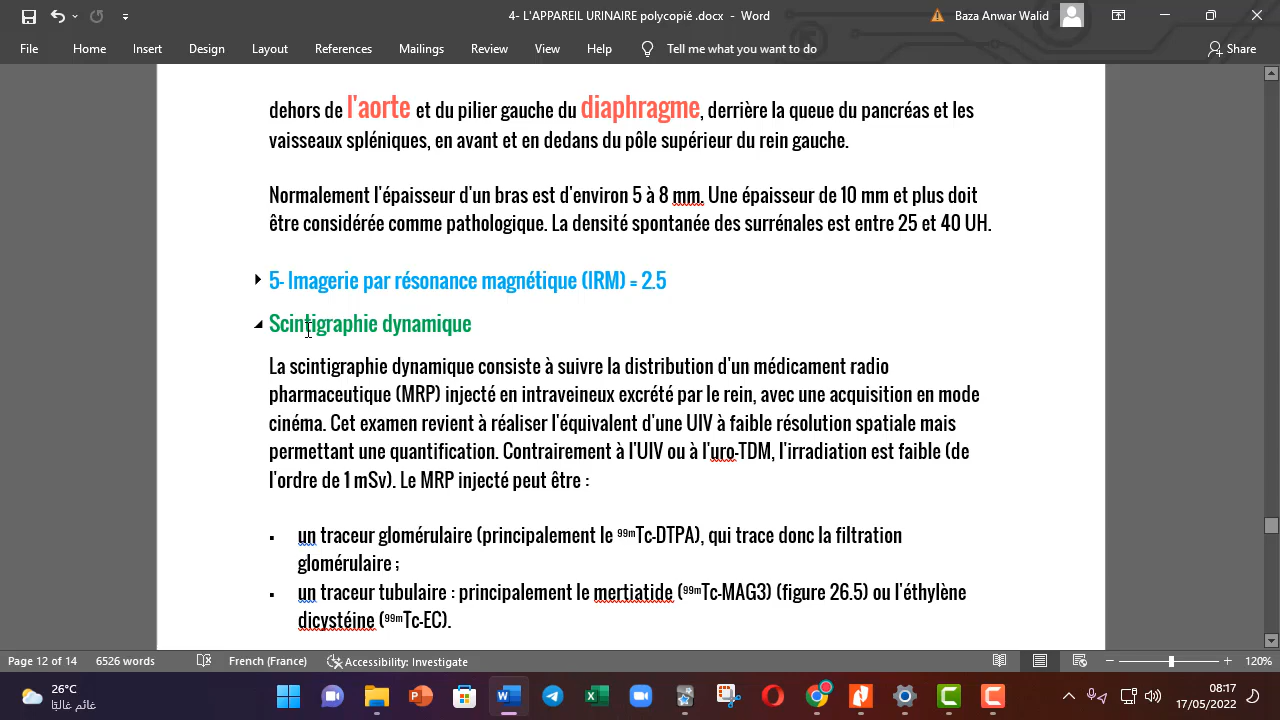 4- L'APPAREIL URINAIRE polycopié .docx - Word
Baza Anwar Walid
File Home Insert Design Layout References Mailings Review View Help Tell me what you want to do Share
dehors de l'aorte et du pilier gauche du diaphragme, derrière la queue du pancréas et les
vaisseaux spléniques, en avant et en dedans du pôle supérieur du rein gauche.
Normalement l'épaisseur d'un bras est d'environ 5 à 8 mm. Une épaisseur de 10 mm et plus doit
être considérée comme pathologique. La densité spontanée des surrénales est entre 25 et 40 UH.
5- Imagerie par résonance magnétique (IRM) = 2.5
Scintigraphie dynamique
La scintigraphie dynamique consiste à suivre la distribution d'un médicament radio
pharmaceutique (MRP) injecté en intraveineux excrété par le rein, avec une acquisition en mode
cinéma. Cet examen revient à réaliser l'équivalent d'une UIV à faible résolution spatiale mais
permettant une quantification. Contrairement à l'UIV ou à l'uro-TDM, l'irradiation est faible (de
l'ordre de 1 mSv). Le MRP injecté peut être :
▪ un traceur glomérulaire (principalement le ⁹⁹ᵐTc-DTPA), qui trace donc la filtration
glomérulaire ;
▪ un traceur tubulaire : principalement le mertiatide (⁹⁹ᵐTc-MAG3) (figure 26.5) ou l'éthylène
dicystéine (⁹⁹ᵐTc-EC).
Page 12 of 14 6526 words French (France) Accessibility: Investigate 120%
26°C
غائم غالبًا
08:17
17/05/2022